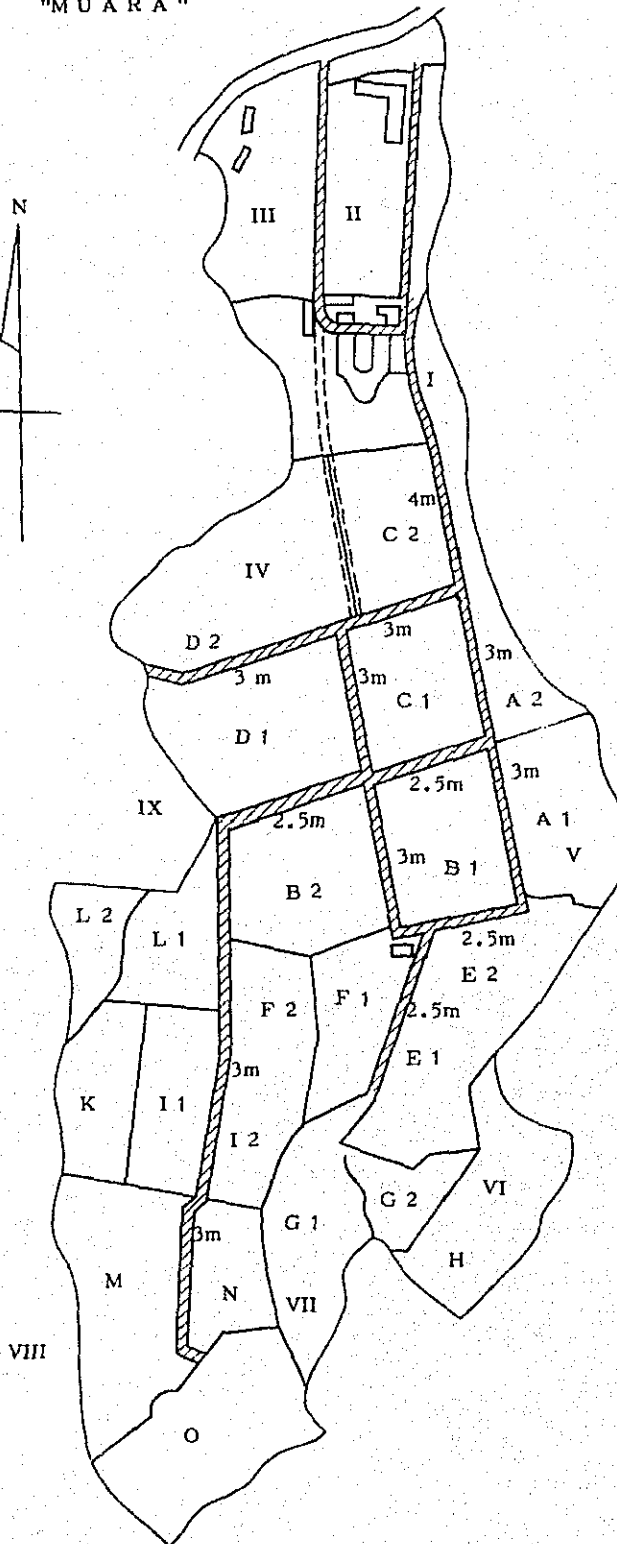 "MUARA"
N
III
II
I
4m
C 2
IV
D 2
3m
3 m
3m
3m
C 1
A 2
D 1
3m
IX
2.5m
2.5m
A 1
V
3m
B 1
B 2
L 2
L 1
2.5m
E 2
F 2
F 1
2.5m
E 1
3m
K
I 1
I 2
G 2
VI
3m
G 1
H
M
N
VII
VIII
O